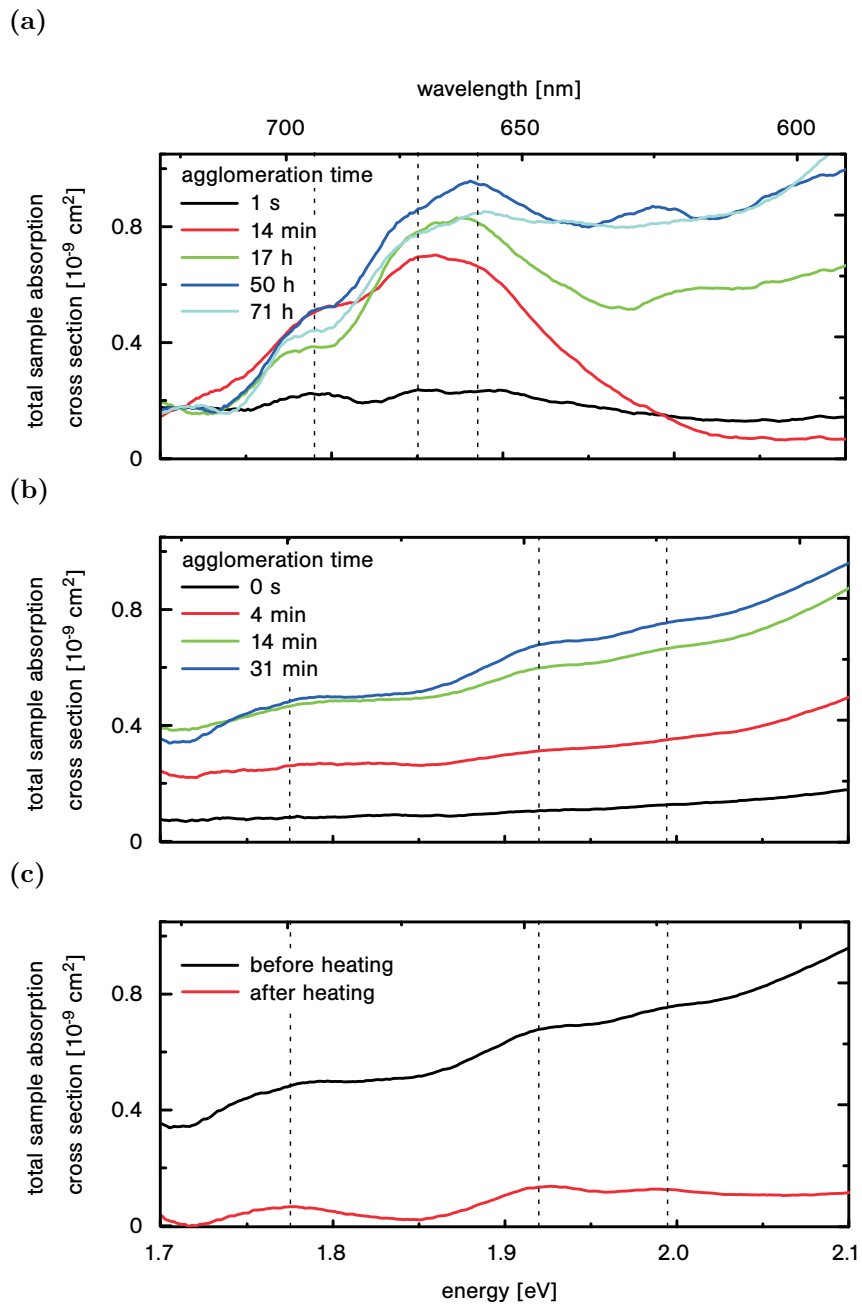 (a)
wavelength [nm]
700 650 600
total sample absorption
cross section [10⁻⁹ cm²]
0.8
0.4
0
agglomeration time
1 s
14 min
17 h
50 h
71 h
(b)
total sample absorption
cross section [10⁻⁹ cm²]
0.8
0.4
0
agglomeration time
0 s
4 min
14 min
31 min
(c)
total sample absorption
cross section [10⁻⁹ cm²]
0.8
0.4
0
before heating
after heating
1.7 1.8 1.9 2.0 2.1
energy [eV]